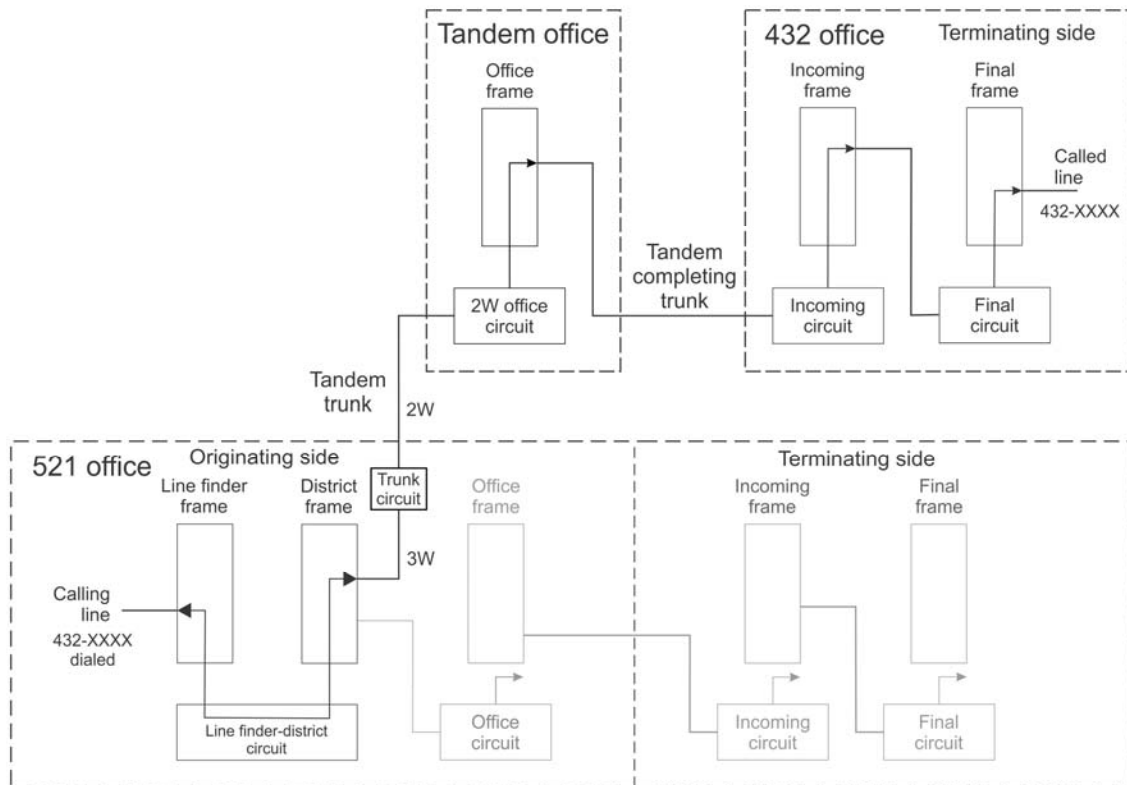 Tandem office
Office
frame
2W office
circuit
432 office
Terminating side
Incoming
frame
Final
frame
Called
line
432-XXXX
Incoming
circuit
Final
circuit
Tandem
completing
trunk
Tandem
trunk
2W
521 office
Originating side
Line finder
frame
District
frame
Trunk
circuit
3W
Office
frame
Calling
line
432-XXXX
dialed
Line finder-district
circuit
Office
circuit
Terminating side
Incoming
frame
Final
frame
Incoming
circuit
Final
circuit